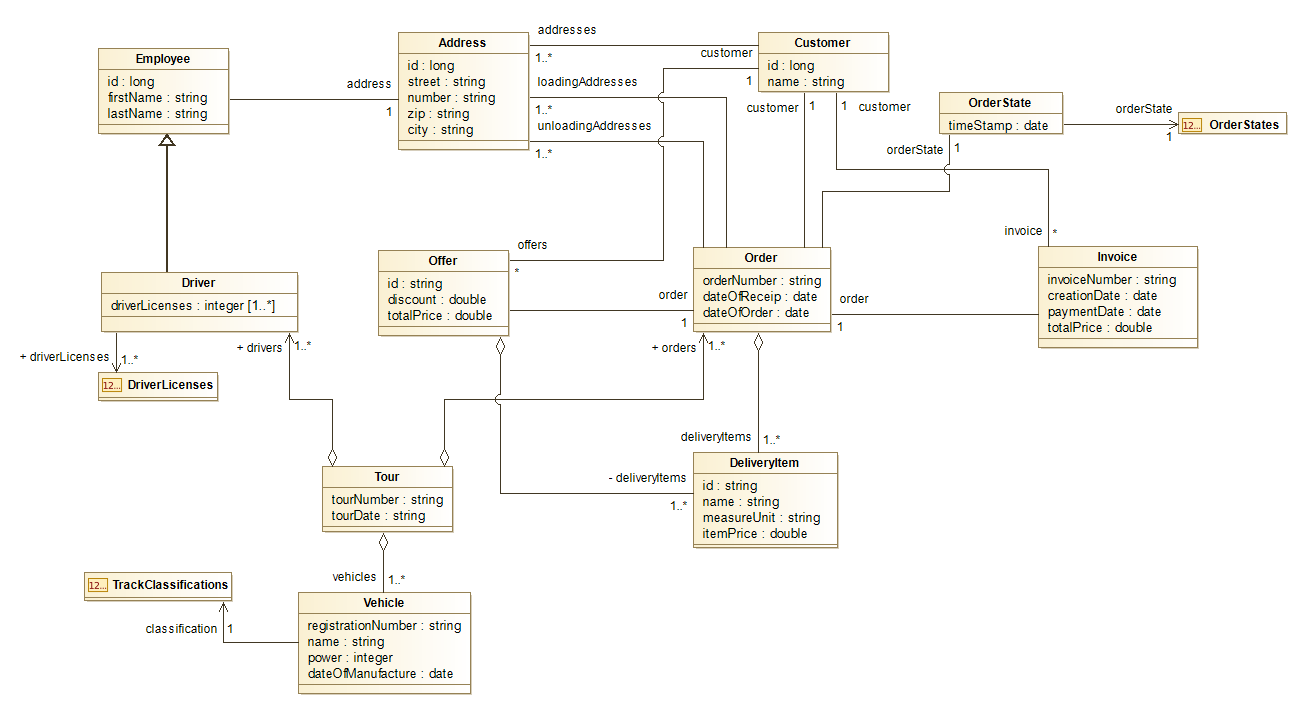 Employee
id : long
firstName : string
lastName : string
address
1
Address
id : long
street : string
number : string
zip : string
city : string
addresses
1..*
loadingAddresses
1..*
unloadingAddresses
1..*
customer
1
Customer
id : long
name : string
customer
1
1
customer
OrderState
timeStamp : date
orderState
1
orderState
1
12...
OrderStates
invoice
*
Driver
driverLicenses : integer [1..*]
+ driverLicenses
1..*
12...
DriverLicenses
+ drivers
1..*
Offer
id : string
discount : double
totalPrice : double
offers
*
order
1
Order
orderNumber : string
dateOfReceip : date
dateOfOrder : date
order
1
Invoice
invoiceNumber : string
creationDate : date
paymentDate : date
totalPrice : double
+ orders
1..*
deliveryItems
1..*
- deliveryItems
1..*
DeliveryItem
id : string
name : string
measureUnit : string
itemPrice : double
Tour
tourNumber : string
tourDate : string
vehicles
1..*
12...
TrackClassifications
classification
1
Vehicle
registrationNumber : string
name : string
power : integer
dateOfManufacture : date